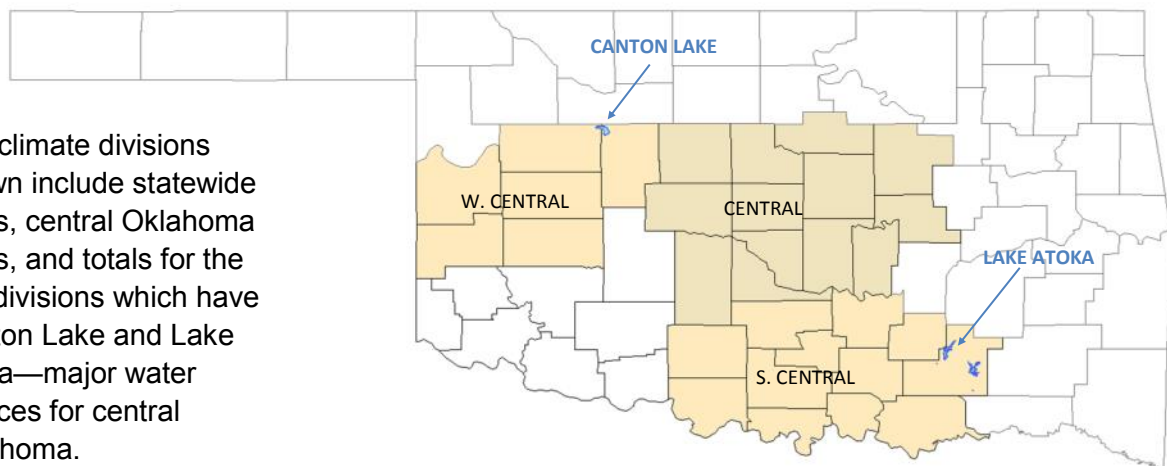 CANTON LAKE
climate divisions
wn include statewide
s, central Oklahoma
s, and totals for the
divisions which have
ton Lake and Lake
a—major water
ces for central
homa.
W. CENTRAL
CENTRAL
LAKE ATOKA
S. CENTRAL